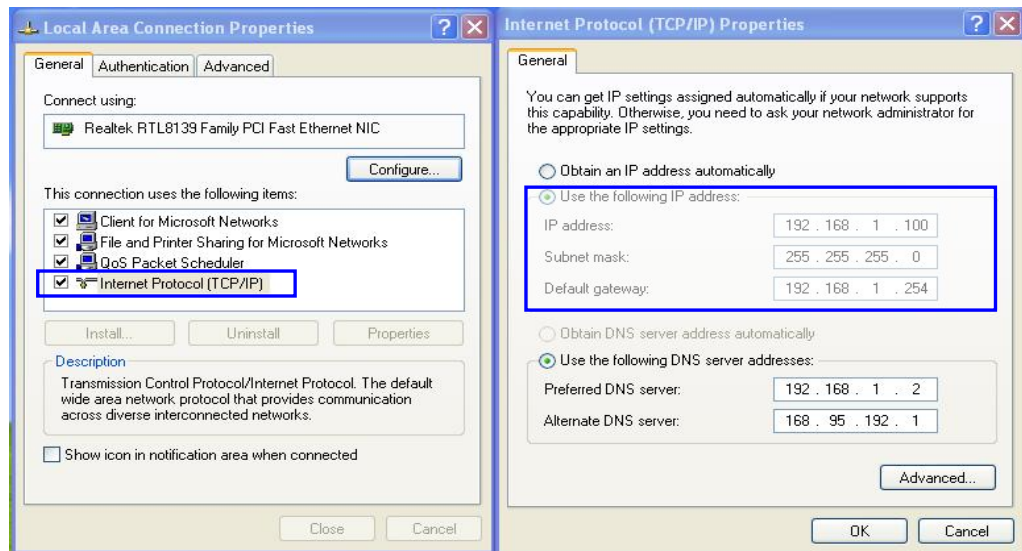 Local Area Connection Properties
General Authentication Advanced
Connect using:
Realtek RTL8139 Family PCI Fast Ethernet NIC
Configure...
This connection uses the following items:
Client for Microsoft Networks
File and Printer Sharing for Microsoft Networks
QoS Packet Scheduler
Internet Protocol (TCP/IP)
Install... Uninstall Properties
Description
Transmission Control Protocol/Internet Protocol. The default
wide area network protocol that provides communication
across diverse interconnected networks.
Show icon in notification area when connected
Close Cancel
Internet Protocol (TCP/IP) Properties
General
You can get IP settings assigned automatically if your network supports
this capability. Otherwise, you need to ask your network administrator for
the appropriate IP settings.
Obtain an IP address automatically
Use the following IP address:
IP address: 192 . 168 . 1 . 100
Subnet mask: 255 . 255 . 255 . 0
Default gateway: 192 . 168 . 1 . 254
Obtain DNS server address automatically
Use the following DNS server addresses:
Preferred DNS server: 192 . 168 . 1 . 2
Alternate DNS server: 168 . 95 . 192 . 1
Advanced...
OK Cancel